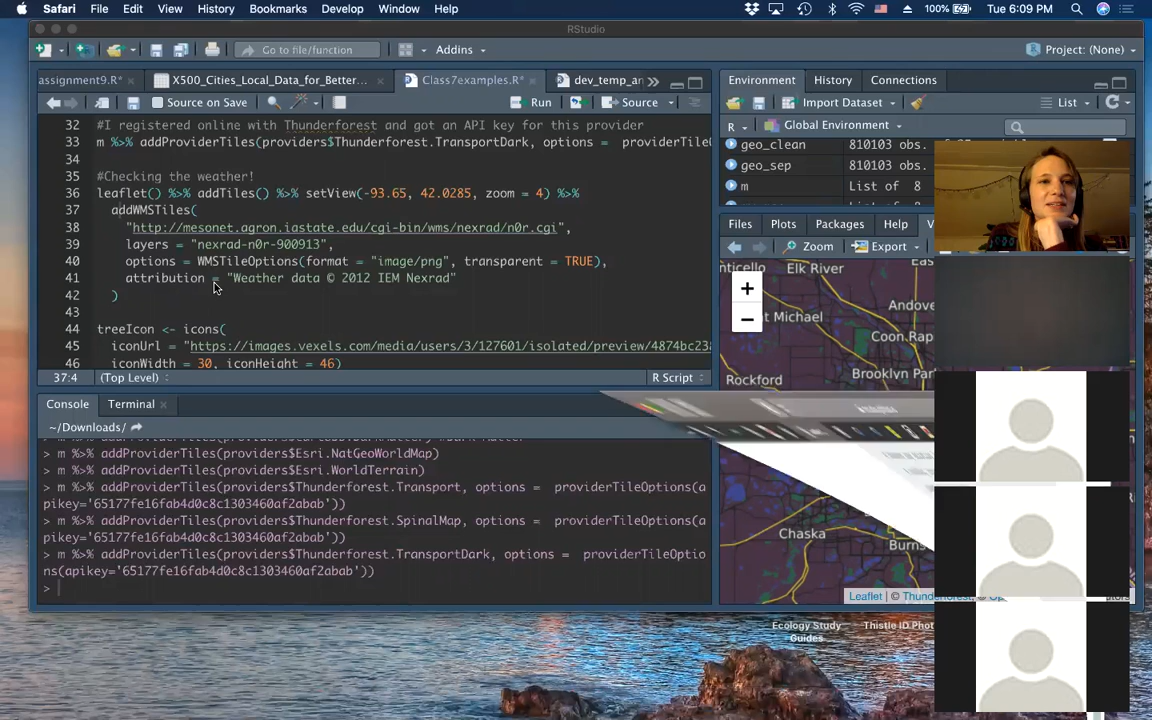 Safari File Edit View History Bookmarks Develop Window Help 100% Tue 6:09 PM
RStudio
Go to file/function Addins Project: (None)
assignment9.R* X500_Cities_Local_Data_for_Better... Class7examples.R* dev_temp_an
Source on Save Run Source
32 #I registered online with Thunderforest and got an API key for this provider
33 m %>% addProviderTiles(providers$Thunderforest.TransportDark, options = providerTile
34
35 #Checking the weather!
36 leaflet() %>% addTiles() %>% setView(-93.65, 42.0285, zoom = 4) %>%
37 addWMSTiles(
38 "http://mesonet.agron.iastate.edu/cgi-bin/wms/nexrad/n0r.cgi",
39 layers = "nexrad-n0r-900913",
40 options = WMSTileOptions(format = "image/png", transparent = TRUE),
41 attribution = "Weather data © 2012 IEM Nexrad"
42 )
43
44 treeIcon <- icons(
45 iconUrl = "https://images.vexels.com/media/users/3/127601/isolated/preview/4874bc23
46 iconWidth = 30, iconHeight = 46)
37:4 (Top Level) R Script
Console Terminal
~/Downloads/
> m %>% addProviderTiles(providers$Esri.NatGeoWorldMap)
> m %>% addProviderTiles(providers$Esri.WorldTerrain)
> m %>% addProviderTiles(providers$Thunderforest.Transport, options = providerTileOptions(a
pikey='65177fe16fab4d0c8c1303460af2abab'))
> m %>% addProviderTiles(providers$Thunderforest.SpinalMap, options = providerTileOptions(a
pikey='65177fe16fab4d0c8c1303460af2abab'))
> m %>% addProviderTiles(providers$Thunderforest.TransportDark, options = providerTileOptio
ns(apikey='65177fe16fab4d0c8c1303460af2abab'))
>
Environment History Connections
Import Dataset List
R Global Environment
geo_clean 810103 obs.
geo_sep 810103 obs.
m List of 8
Files Plots Packages Help V
Zoom Export
nticello Elk River Eas
+ Andove
− nt Michael Coon Rap
Rockford Brooklyn Park
Chaska Burns
Leaflet | © Thunderforest, © Op
Ecology Study
Guides
Thistle ID Phot